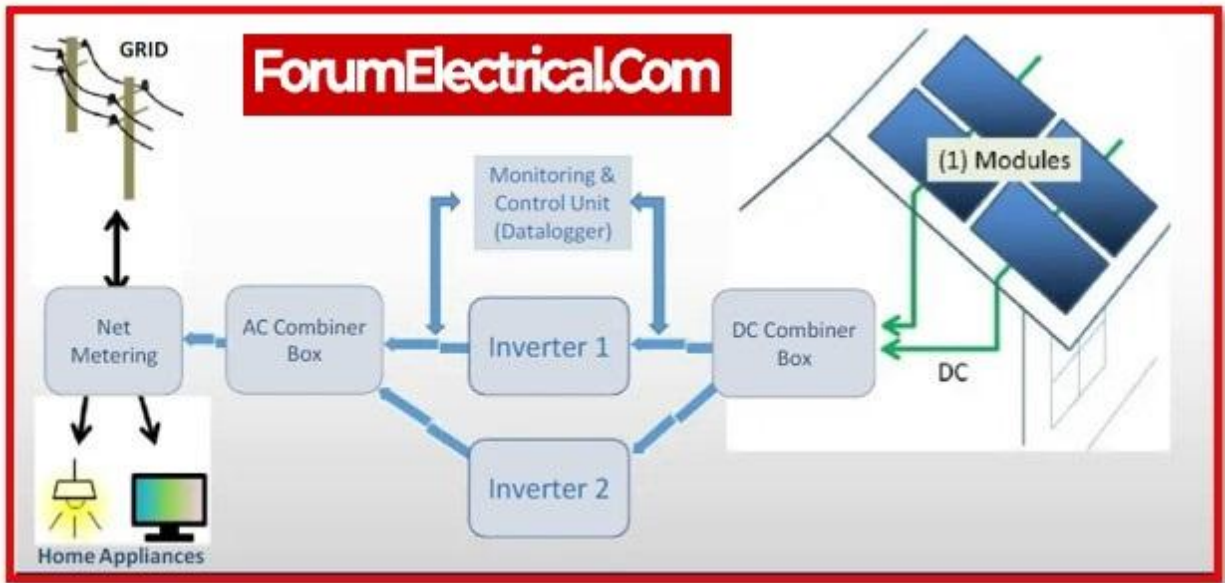 GRID
ForumElectrical.Com
(1) Modules
Monitoring &
Control Unit
(Datalogger)
Net
Metering
AC Combiner
Box
Inverter 1
DC Combiner
Box
DC
Inverter 2
Home Appliances